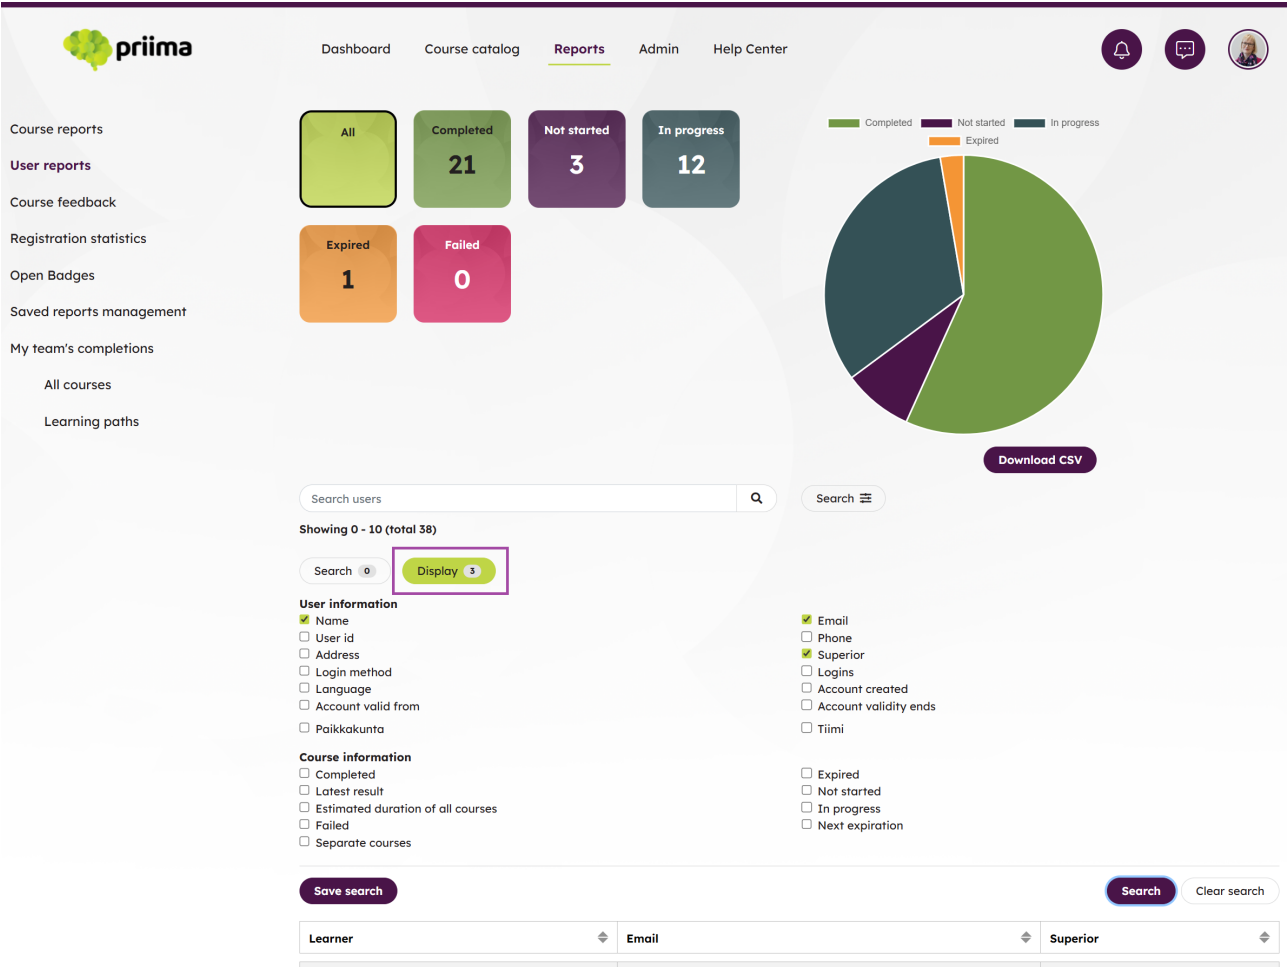 priima
Dashboard Course catalog Reports Admin Help Center
Course reports
User reports
Course feedback
Registration statistics
Open Badges
Saved reports management
My team's completions
All courses
Learning paths
All
Completed
21
Not started
3
In progress
12
Expired
1
Failed
0
Completed Not started In progress
Expired
Download CSV
Search users
Search
Showing 0 - 10 (total 38)
Search 0 Display 3
User information
Name Email
User id Phone
Address Superior
Login method Logins
Language Account created
Account valid from Account validity ends
Paikkakunta Tiimi
Course information
Completed Expired
Latest result Not started
Estimated duration of all courses In progress
Failed Next expiration
Separate courses
Save search Search Clear search
Learner Email Superior